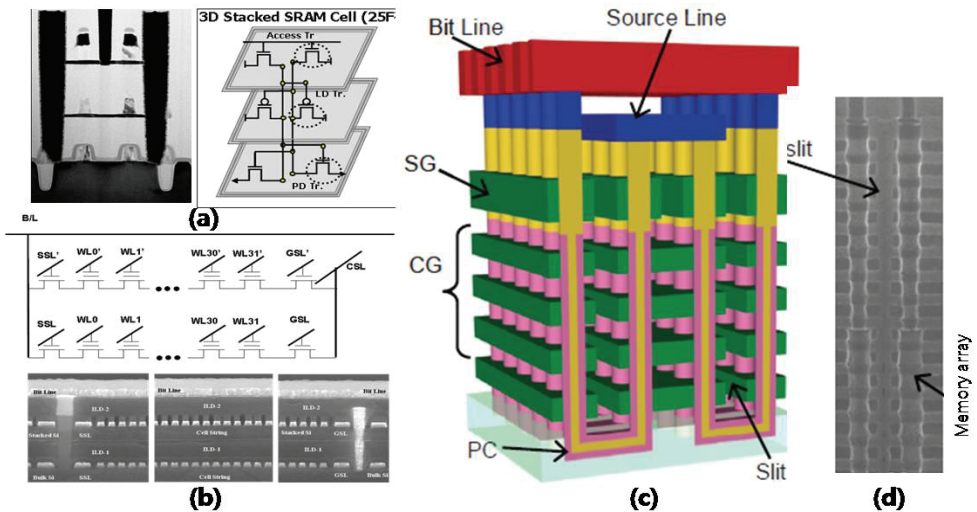 3D Stacked SRAM Cell (25F
Access Tr
LD Tr.
PD Tr.
(a)
B/L
SSL' WL0' WL1' WL30' WL31' GSL'
CSL
SSL WL0 WL1 WL30 WL31 GSL
Bit Line Bit Line Bit Line
ILD-2 ILD-2 ILD-2
Stacked Si SSL Cell String Stacked Si GSL
ILD-1 ILD-1 ILD-1
Bulk Si SSL Cell String GSL Bulk Si
(b)
Source Line
Bit Line
SG
CG
PC
Slit
(c)
slit
Memory array
(d)